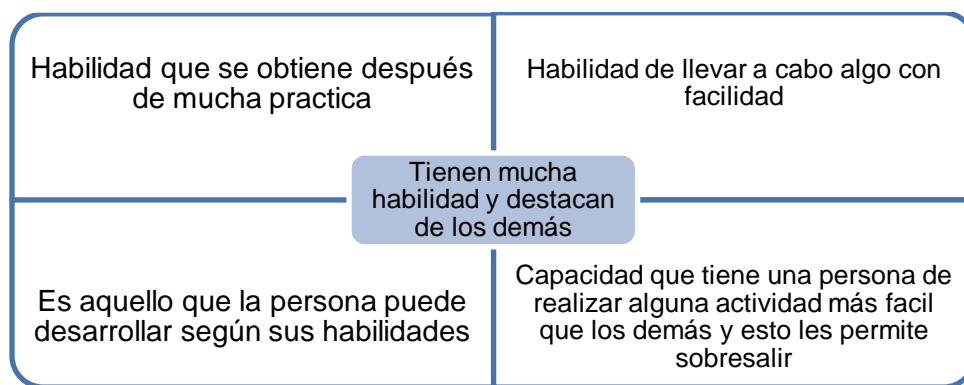 Habilidad que se obtiene después
de mucha practica
Habilidad de llevar a cabo algo con
facilidad
Tienen mucha
habilidad y destacan
de los demás
Es aquello que la persona puede
desarrollar según sus habilidades
Capacidad que tiene una persona de
realizar alguna actividad más facil
que los demás y esto les permite
sobresalir